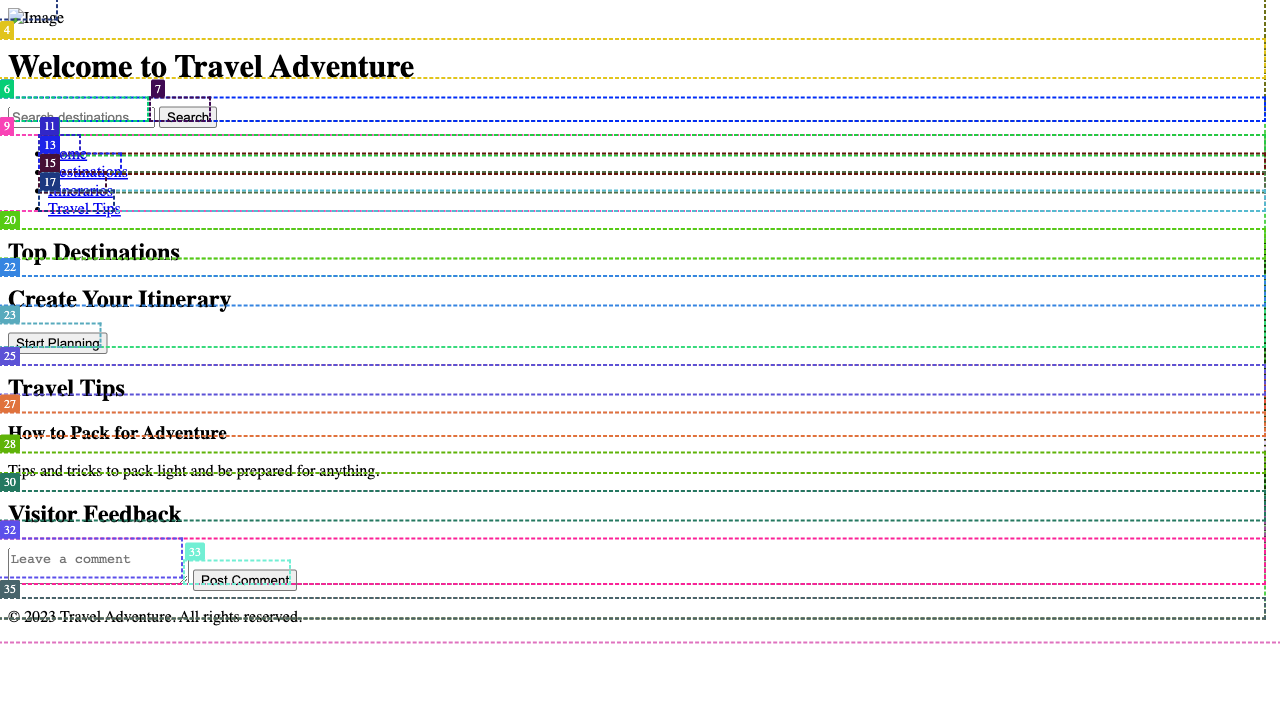 Image
4
Welcome to Travel Adventure
6
7
Search destinations...
Search
9
11
Home
13
Destinations
15
Itineraries
17
Travel Tips
20
Top Destinations
22
Create Your Itinerary
23
Start Planning
25
Travel Tips
27
How to Pack for Adventure
28
Tips and tricks to pack light and be prepared for anything.
30
Visitor Feedback
32
33
Leave a comment
Post Comment
35
© 2023 Travel Adventure. All rights reserved.